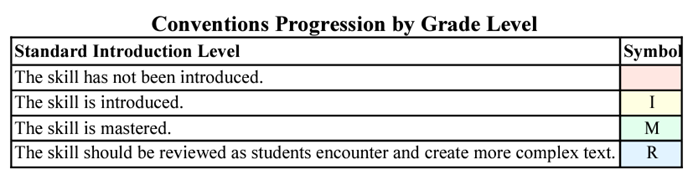 Conventions Progression by Grade Level
Standard Introduction Level Symbol
The skill has not been introduced.
The skill is introduced. I
The skill is mastered. M
The skill should be reviewed as students encounter and create more complex text. R